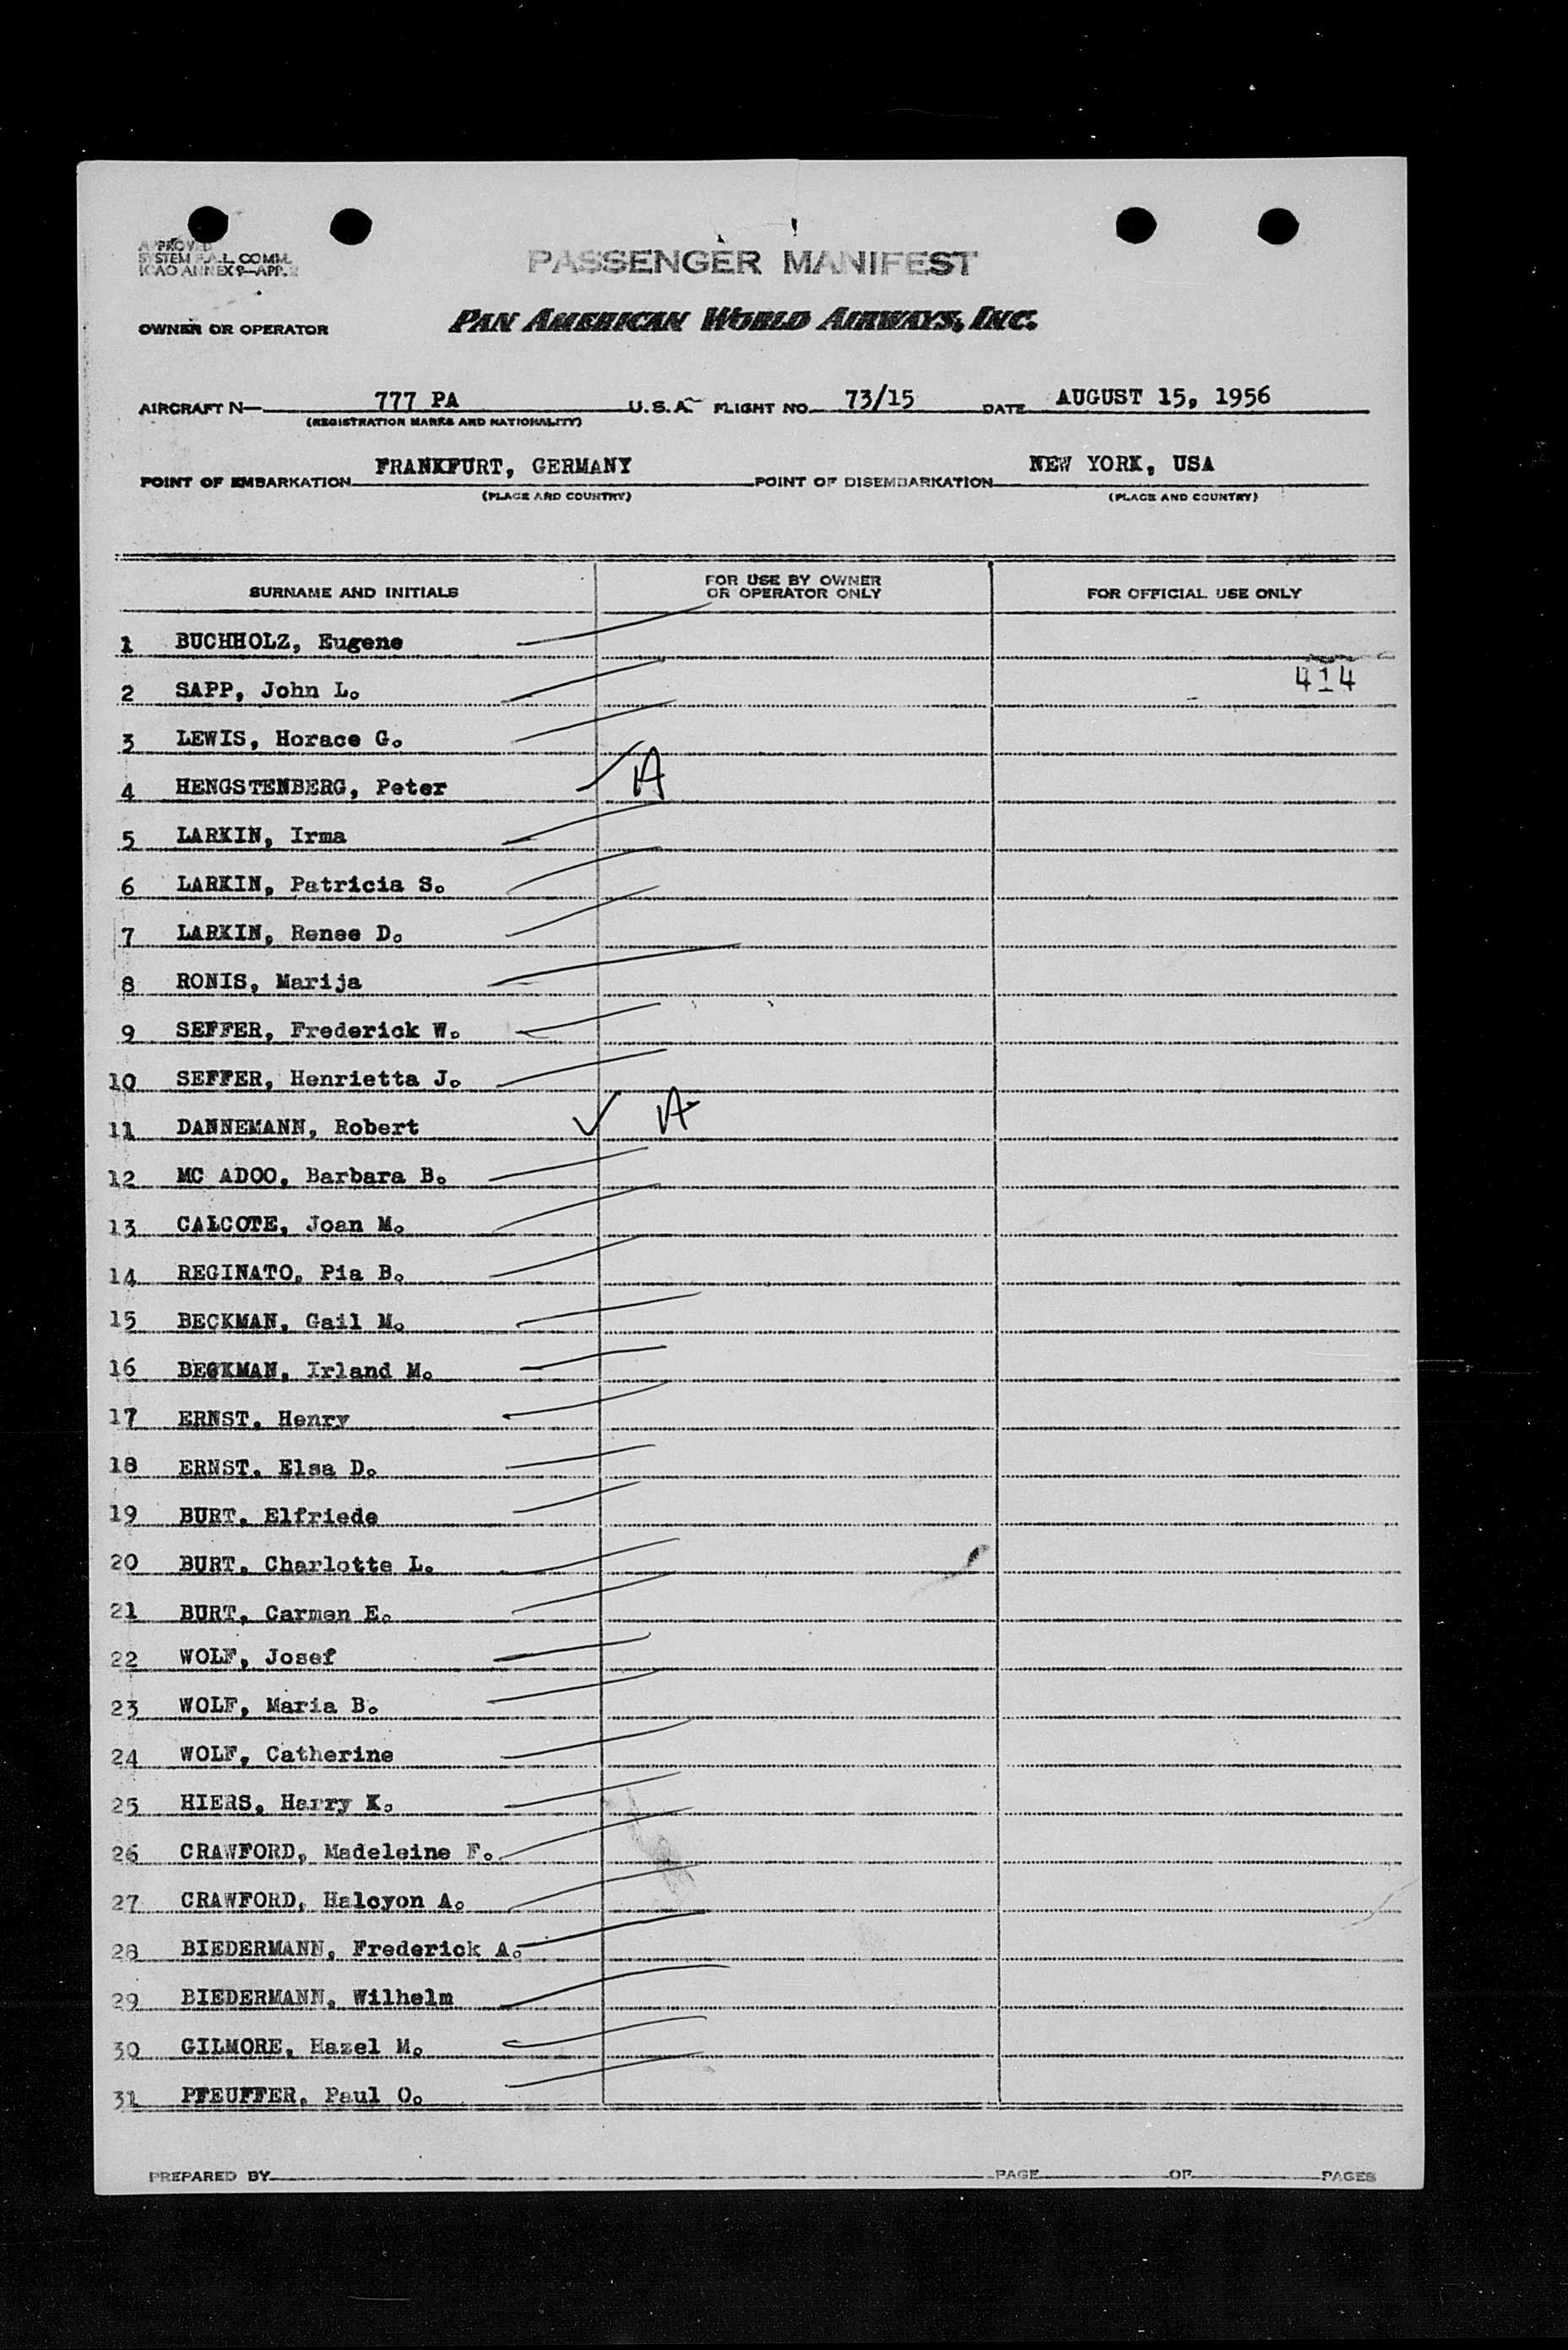 APPROVED
SYSTEM F.A.L. COMM.
ICAO ANNEX 9—APP. 2
PASSENGER MANIFEST
OWNER OR OPERATOR PAN AMERICAN WORLD AIRWAYS, INC.
AIRCRAFT N— 777 PA U.S.A. FLIGHT NO. 73/15 DATE AUGUST 15, 1956
(REGISTRATION MARKS AND NATIONALITY)
POINT OF EMBARKATION FRANKFURT, GERMANY POINT OF DISEMBARKATION NEW YORK, USA
(PLACE AND COUNTRY) (PLACE AND COUNTRY)
SURNAME AND INITIALS FOR USE BY OWNER OR OPERATOR ONLY FOR OFFICIAL USE ONLY
1 BUCHHOLZ, Eugene
2 SAPP, John L. 414
3 LEWIS, Horace G.
4 HENGSTENBERG, Peter A
5 LARKIN, Irma
6 LARKIN, Patricia S.
7 LARKIN, Renee D.
8 RONIS, Marija
9 SEFFER, Frederick W.
10 SEFFER, Henrietta J.
11 DANNEMANN, Robert A
12 MC ADOO, Barbara B.
13 CALCOTE, Joan M.
14 REGINATO, Pia B.
15 BECKMAN, Gail M.
16 BECKMAN, Irland M.
17 ERNST, Henry
18 ERNST, Elsa D.
19 BURT, Elfriede
20 BURT, Charlotte L.
21 BURT, Carmen E.
22 WOLF, Josef
23 WOLF, Maria B.
24 WOLF, Catherine
25 HIERS, Harry K.
26 CRAWFORD, Madeleine F.
27 CRAWFORD, Halcyon A.
28 BIEDERMANN, Frederick A.
29 BIEDERMANN, Wilhelm
30 GILMORE, Hazel M.
31 PFEUFFER, Paul O.
PREPARED BY PAGE OF PAGES